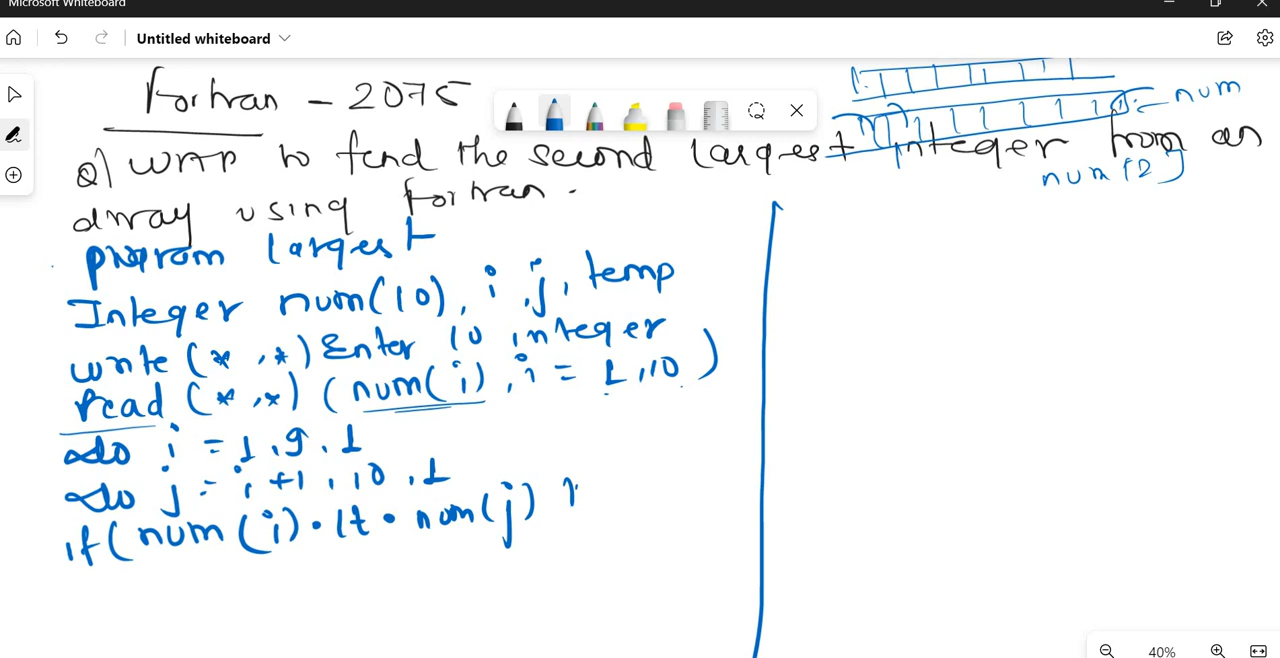 Microsoft Whiteboard
Untitled whiteboard
Fortran - 2075
num
Q) WAP to find the second largest integer from an
num(2)
array using fortran.
program largest
Integer num(10), i, j, temp
write (*,*) Enter 10 integer
read (*,*) (num(i), i = 1,10)
do i = 1,9,1
do j = i+1,10,1
if(num(i).lt.num(j)
40%